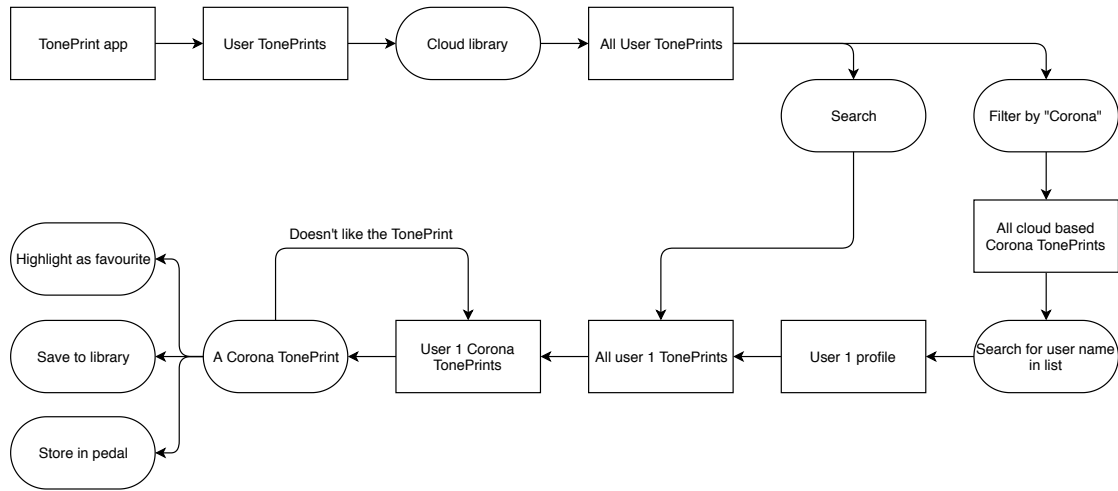 TonePrint app
User TonePrints
Cloud library
All User TonePrints
Search
Filter by "Corona"
All cloud based
Corona TonePrints
Doesn't like the TonePrint
Highlight as favourite
Save to library
A Corona TonePrint
User 1 Corona
TonePrints
All user 1 TonePrints
User 1 profile
Search for user name
in list
Store in pedal